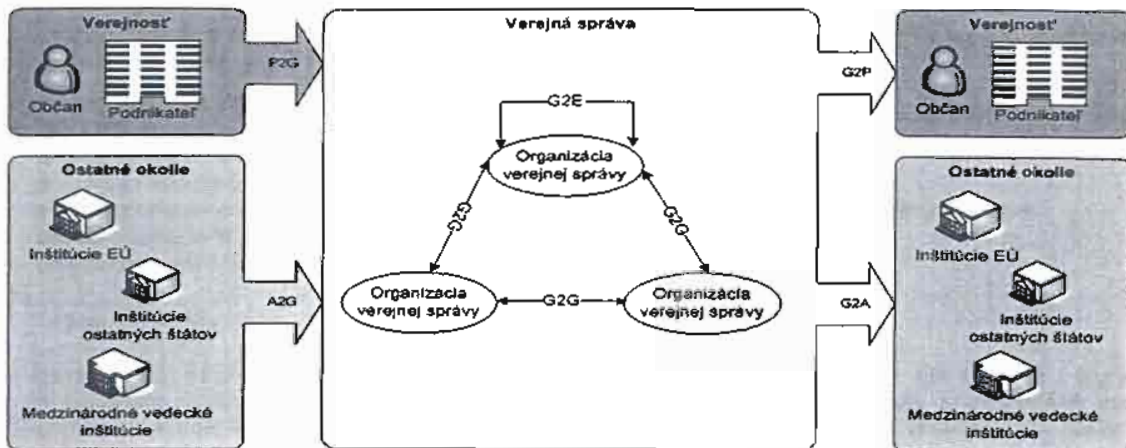 Verejnosť
Občan
Podnikateľ
P2G
Ostatné okolie
Inštitúcie EÚ
Inštitúcie
ostatných štátov
Medzinárodné vedecké
inštitúcie
A2G
Verejná správa
G2E
Organizácia
verejnej správy
G2G
G2G
Organizácia
verejnej správy
G2G
Organizácia
verejnej správy
G2P
G2A
Verejnosť
Občan
Podnikateľ
Ostatné okolie
Inštitúcie EÚ
Inštitúcie
ostatných štátov
Medzinárodné vedecké
inštitúcie